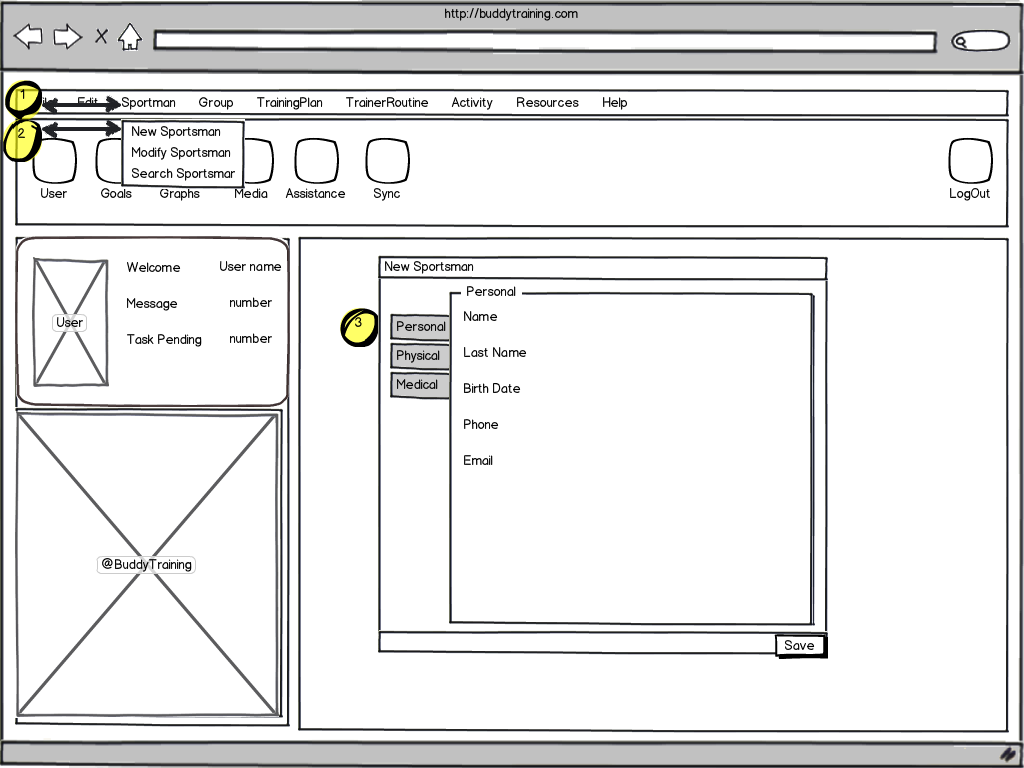 http://buddytraining.com
1
Edit Sportman Group TrainingPlan TrainerRoutine Activity Resources Help
2
New Sportsman
Modify Sportsman
Search Sportsmar
User Goals Graphs Media Assistance Sync LogOut
Welcome User name
Message number
User
Task Pending number
@BuddyTraining
New Sportsman
Personal
3
Personal
Physical
Medical
Name
Last Name
Birth Date
Phone
Email
Save